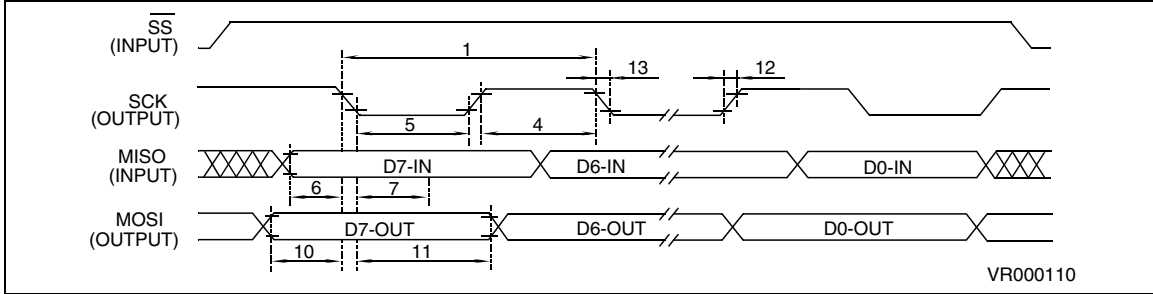 SS
(INPUT)
1
13
12
SCK
(OUTPUT)
5
4
MISO
(INPUT)
D7-IN
D6-IN
D0-IN
6
7
MOSI
(OUTPUT)
D7-OUT
D6-OUT
D0-OUT
10
11
VR000110